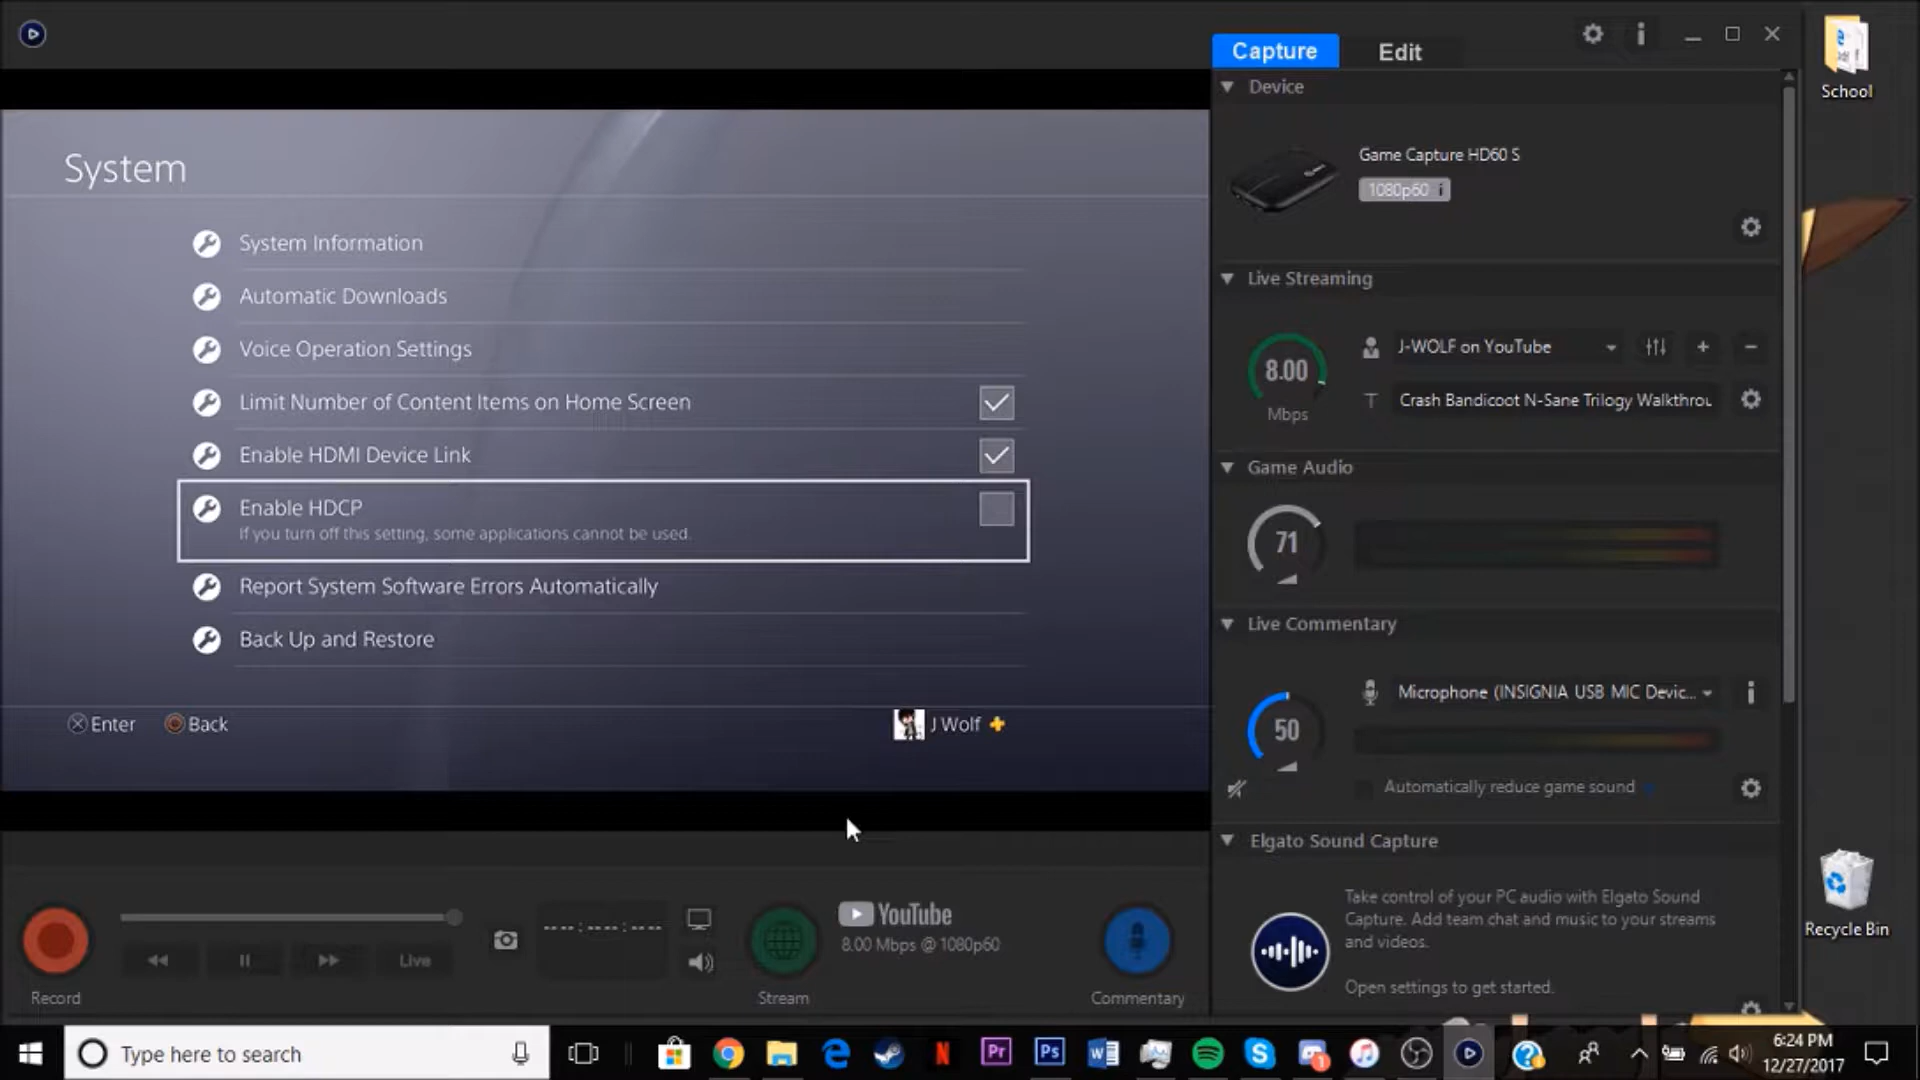 Capture
Edit
School
Device
Game Capture HD60 S
1080p60 i
System
System Information
Automatic Downloads
Voice Operation Settings
Limit Number of Content Items on Home Screen
Enable HDMI Device Link
Enable HDCP
If you turn off this setting, some applications cannot be used.
Report System Software Errors Automatically
Back Up and Restore
Enter
Back
J Wolf
Live Streaming
8.00
Mbps
J-WOLF on YouTube
T
Crash Bandicoot N-Sane Trilogy Walkthrou
Game Audio
71
Live Commentary
50
Microphone (INSIGNIA USB MIC Devic...
Automatically reduce game sound
Elgato Sound Capture
Take control of your PC audio with Elgato Sound
Capture. Add team chat and music to your streams
and videos.
Open settings to get started.
Recycle Bin
Record
Live
--:--:--
Stream
YouTube
8.00 Mbps @ 1080p60
Commentary
Type here to search
Pr
Ps
6:24 PM
12/27/2017